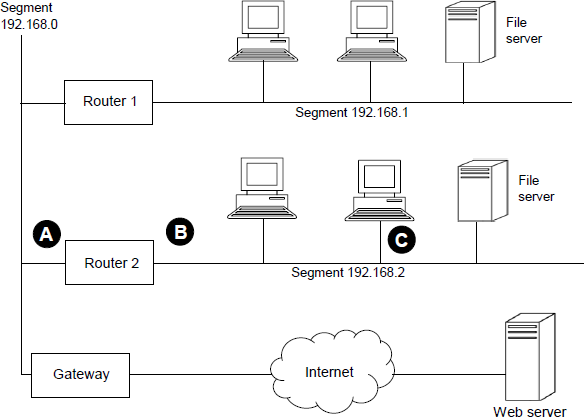 Segment
192.168.0
File
server
Router 1
Segment 192.168.1
File
server
A
B
C
Router 2
Segment 192.168.2
Gateway
Internet
Web server